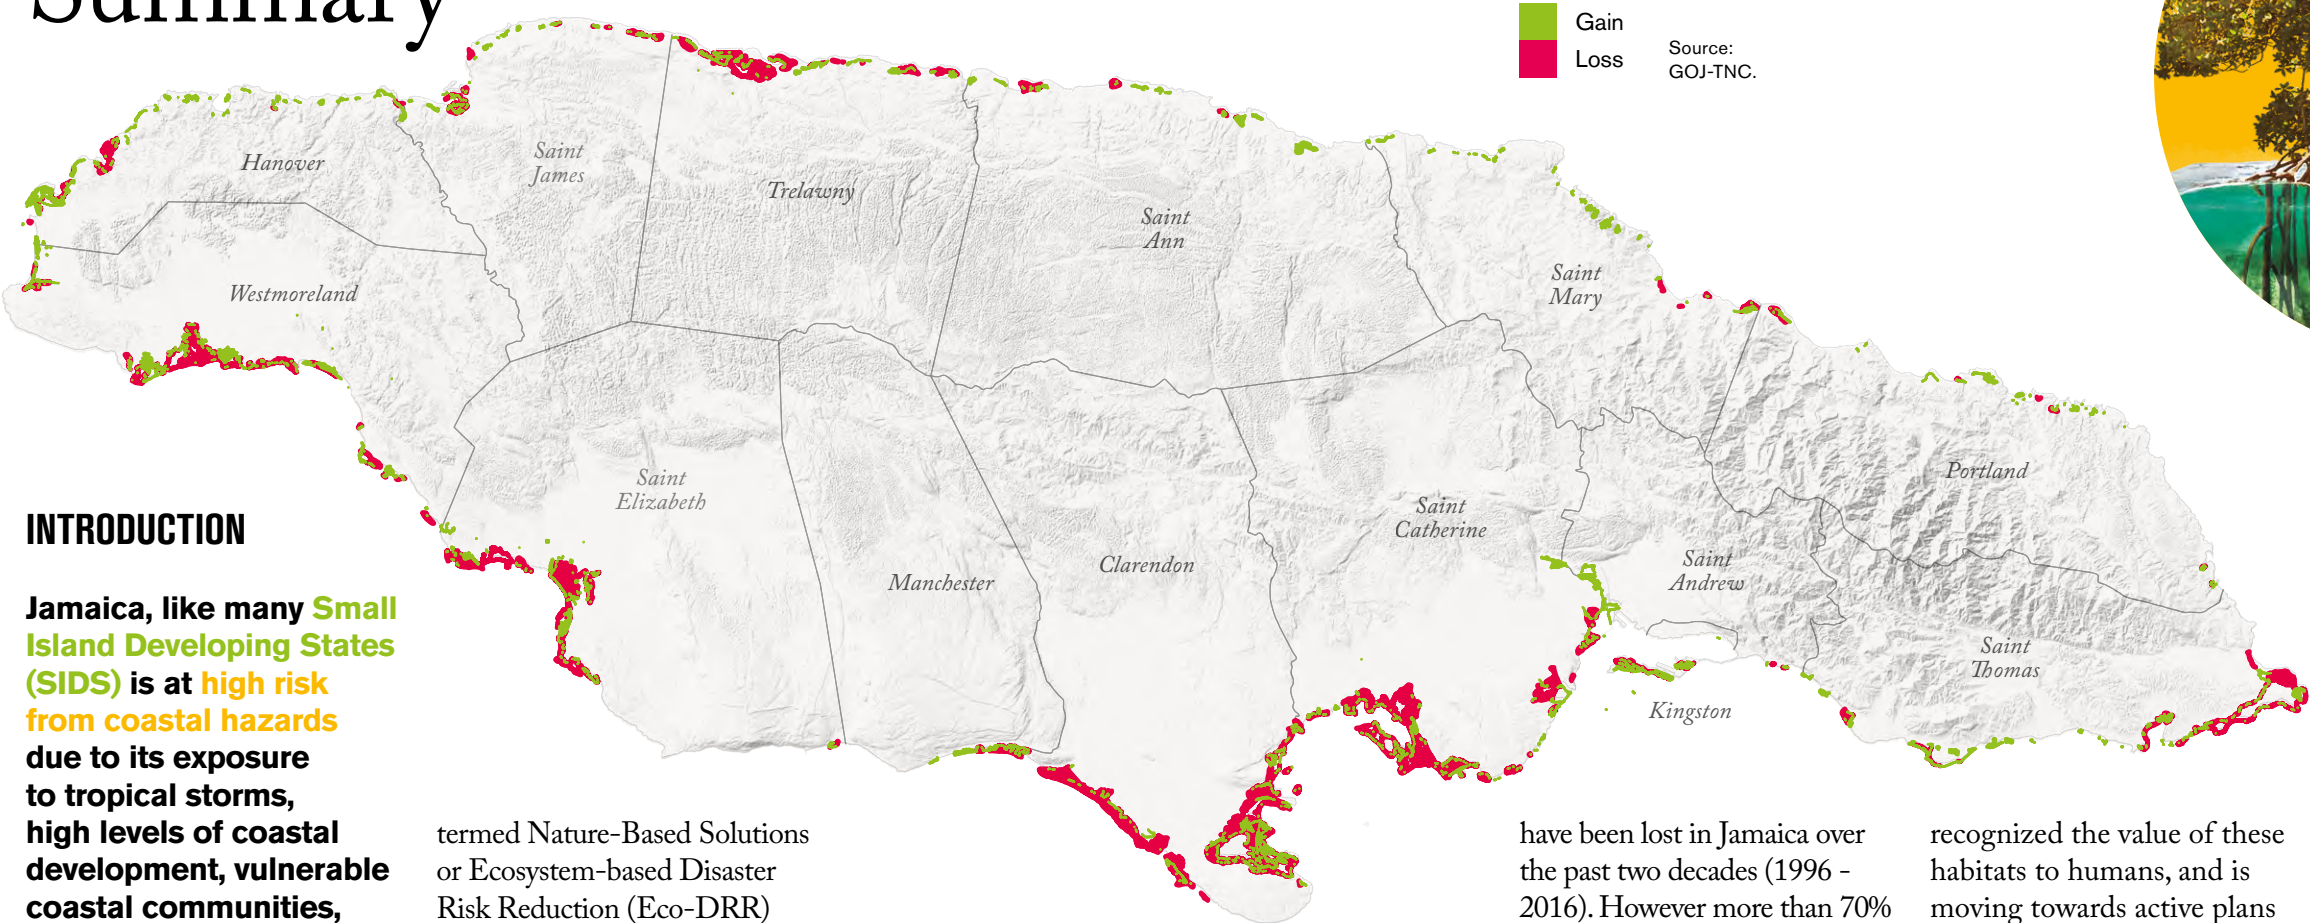 Summary
Gain
Loss
Source:
GOJ-TNC.
Hanover
Saint
James
Trelawny
Saint
Ann
Saint
Mary
Westmoreland
Saint
Elizabeth
Manchester
Clarendon
Saint
Catherine
Saint
Andrew
Portland
Saint
Thomas
Kingston
INTRODUCTION
Jamaica, like many Small
Island Developing States
(SIDS) is at high risk
from coastal hazards
due to its exposure
to tropical storms,
high levels of coastal
development, vulnerable
coastal communities,
termed Nature-Based Solutions
or Ecosystem-based Disaster
Risk Reduction (Eco-DRR)
have been lost in Jamaica over
the past two decades (1996 -
2016). However more than 70%
recognized the value of these
habitats to humans, and is
moving towards active plans